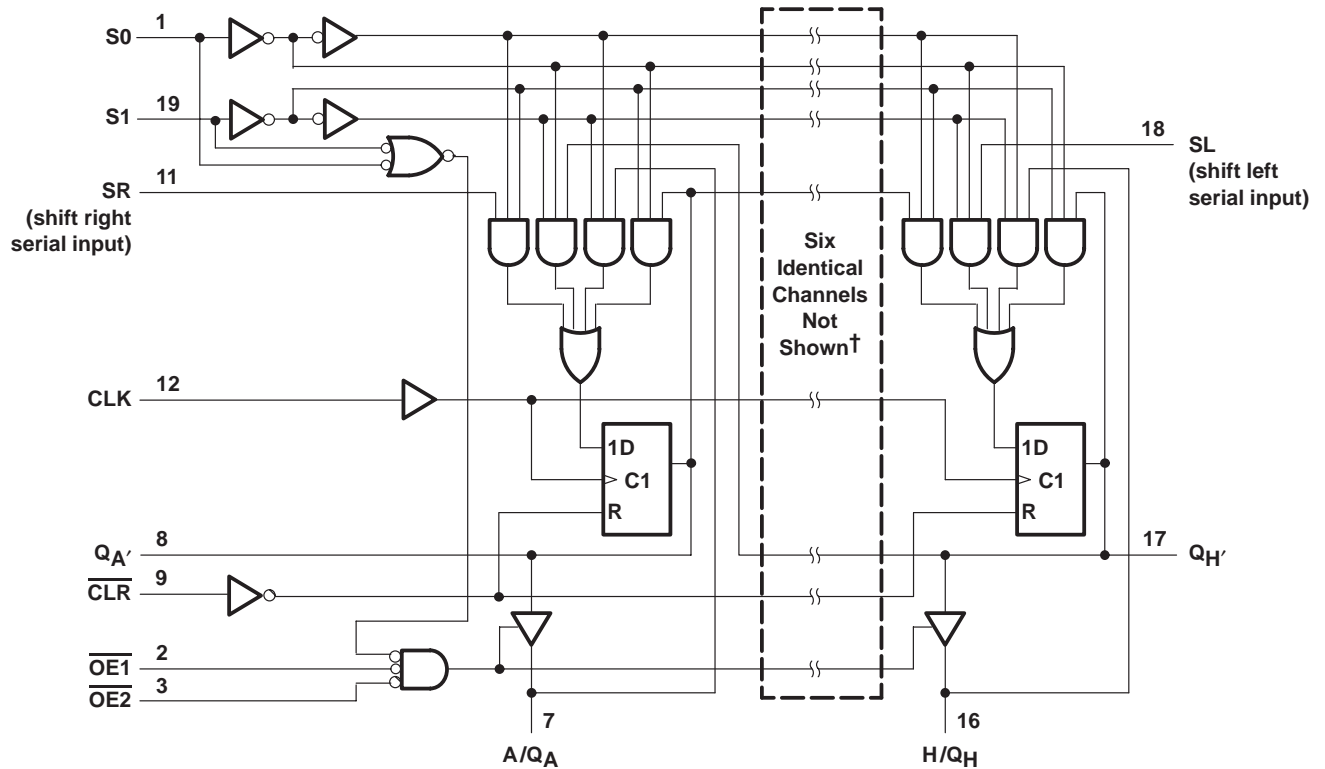 S0
1
S1
19
SR
11
(shift right
serial input)
18
SL
(shift left
serial input)
Six
Identical
Channels
Not
Shown†
CLK
12
1D
C1
R
1D
C1
R
QA′
8
17
QH′
CLR
9
OE1
2
OE2
3
7
A/QA
16
H/QH